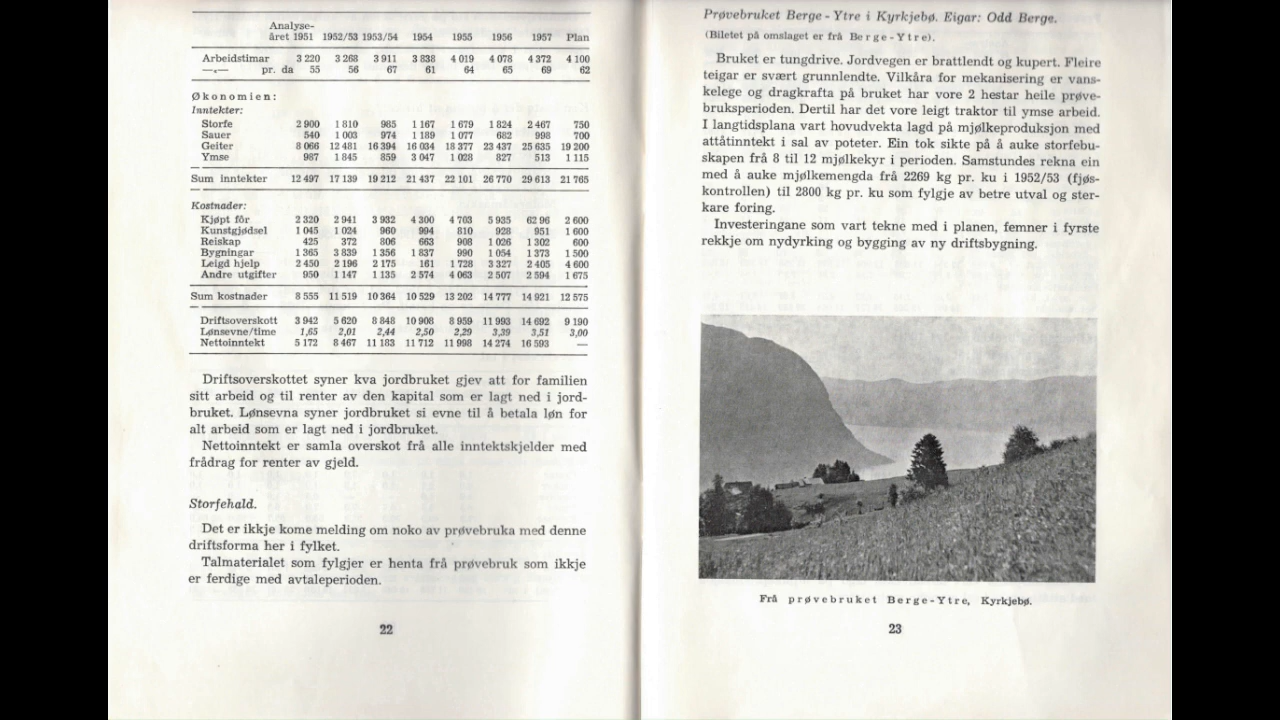 Analyse-
året 1951 1952/53 1953/54 1954 1955 1956 1957 Plan
Arbeidstimar 3 220 3 268 3 911 3 838 4 019 4 078 4 372 4 100
—„— pr. da 55 56 67 61 64 65 69 62
Økonomien:
Inntekter:
Storfe 2 900 1 810 985 1 167 1 679 1 824 2 467 750
Sauer 540 1 003 974 1 189 1 077 682 998 700
Geiter 8 066 12 481 16 394 16 034 18 377 23 437 25 635 19 200
Ymse 987 1 845 859 3 047 1 028 827 513 1 115
Sum inntekter 12 497 17 139 19 212 21 437 22 101 26 770 29 613 21 765
Kostnader:
Kjøpt fôr 2 320 2 941 3 932 4 300 4 703 5 935 62 96 2 600
Kunstgjødsel 1 045 1 024 960 994 810 928 951 1 600
Reiskap 425 372 806 663 908 1 026 1 302 600
Bygningar 1 365 3 839 1 356 1 837 990 1 054 1 373 1 500
Leigd hjelp 2 450 2 196 2 175 161 1 728 3 327 2 405 4 600
Andre utgifter 950 1 147 1 135 2 574 4 063 2 507 2 594 1 675
Sum kostnader 8 555 11 519 10 364 10 529 13 202 14 777 14 921 12 575
Driftsoverskott 3 942 5 620 8 848 10 908 8 959 11 993 14 692 9 190
Lønsevne/time 1,65 2,01 2,44 2,50 2,29 3,39 3,51 3,00
Nettoinntekt 5 172 8 467 11 183 11 712 11 998 14 274 16 593 —
Driftsoverskottet syner kva jordbruket gjev att for familien
sitt arbeid og til renter av den kapital som er lagt ned i jord-
bruket. Lønsevna syner jordbruket si evne til å betala løn for
alt arbeid som er lagt ned i jordbruket.
Nettoinntekt er samla overskot frå alle inntektskjelder med
frådrag for renter av gjeld.
Storfehald.
Det er ikkje kome melding om noko av prøvebruka med denne
driftsforma her i fylket.
Talmaterialet som fylgjer er henta frå prøvebruk som ikkje
er ferdige med avtaleperioden.
22
Prøvebruket Berge - Ytre i Kyrkjebø. Eigar: Odd Berge.
(Biletet på omslaget er frå Berge-Ytre).
Bruket er tungdrive. Jordvegen er brattlendt og kupert. Fleire
teigar er svært grunnlendte. Vilkåra for mekanisering er vans-
kelege og dragkrafta på bruket har vore 2 hestar heile prøve-
bruksperioden. Dertil har det vore leigt traktor til ymse arbeid.
I langtidsplana vart hovudvekta lagd på mjølkeproduksjon med
attåtinntekt i sal av poteter. Ein tok sikte på å auke storfebu-
skapen frå 8 til 12 mjølkekyr i perioden. Samstundes rekna ein
med å auke mjølkemengda frå 2269 kg pr. ku i 1952/53 (fjøs-
kontrollen) til 2800 kg pr. ku som fylgje av betre utval og ster-
kare foring.
Investeringane som vart tekne med i planen, femner i fyrste
rekkje om nydyrking og bygging av ny driftsbygning.
Frå prøvebruket Berge-Ytre, Kyrkjebø.
23